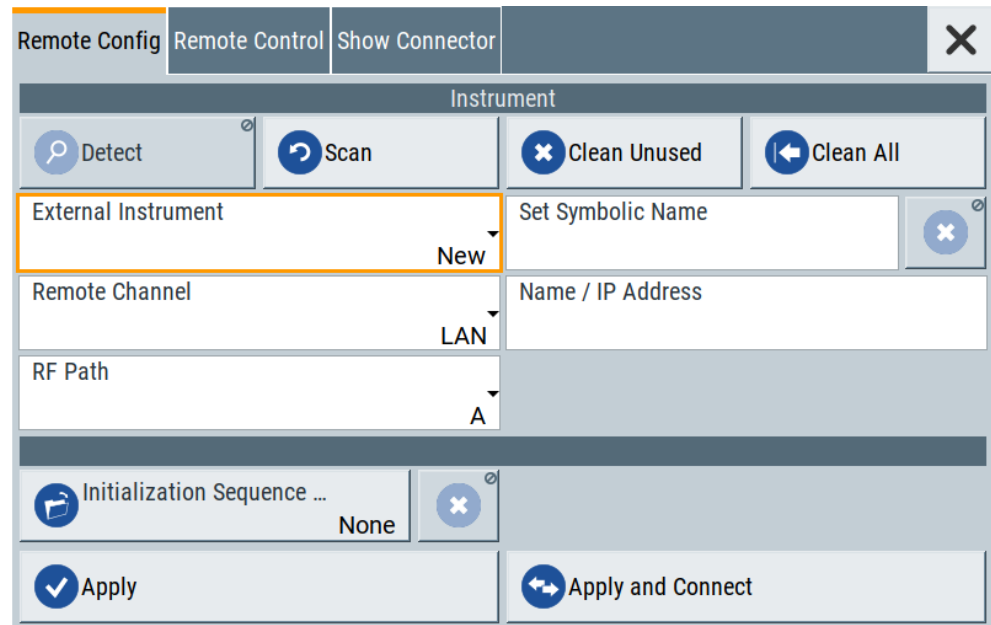 Remote Config Remote Control Show Connector
Instrument
Detect Scan Clean Unused Clean All
External Instrument
New
Set Symbolic Name
Remote Channel
LAN
Name / IP Address
RF Path
A
Initialization Sequence ...
None
Apply Apply and Connect